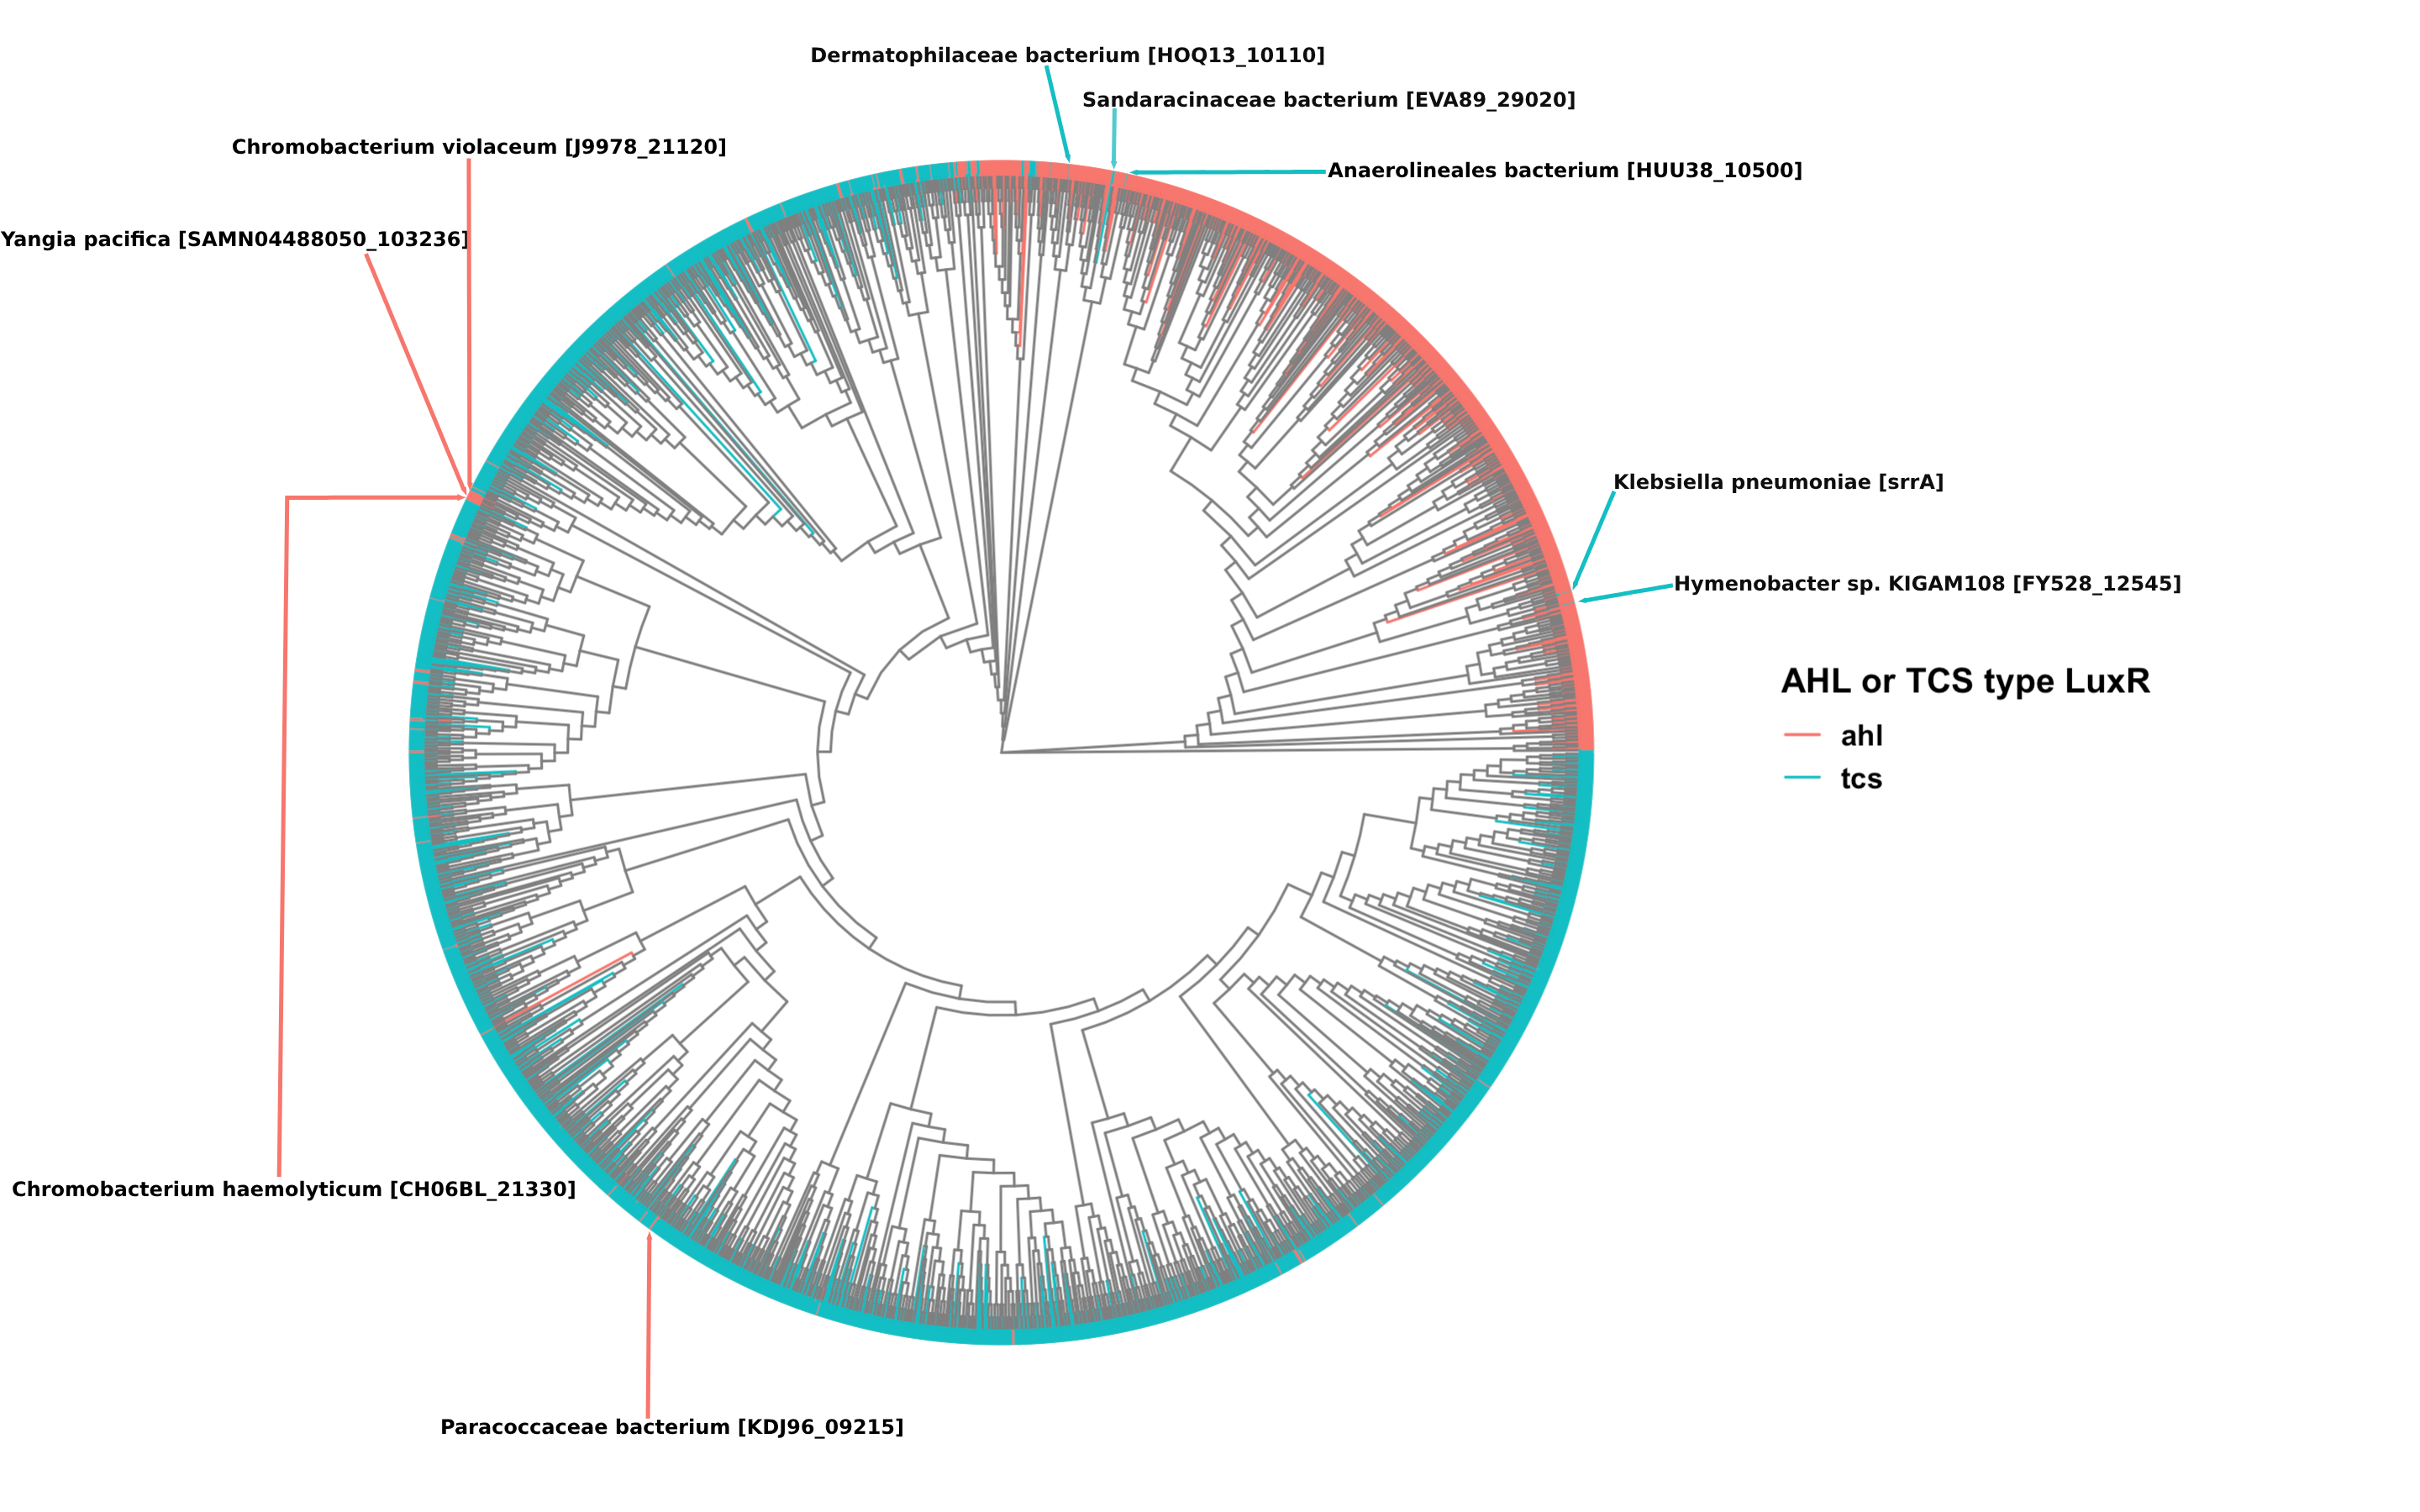 Dermatophilaceae bacterium [HOQ13_10110]
Sandaracinaceae bacterium [EVA89_29020]
Chromobacterium violaceum [J9978_21120]
Anaerolineales bacterium [HUU38_10500]
Yangia pacifica [SAMN04488050_103236]
Klebsiella pneumoniae [srrA]
Hymenobacter sp. KIGAM108 [FY528_12545]
AHL or TCS type LuxR
ahl
tcs
Chromobacterium haemolyticum [CH06BL_21330]
Paracoccaceae bacterium [KDJ96_09215]